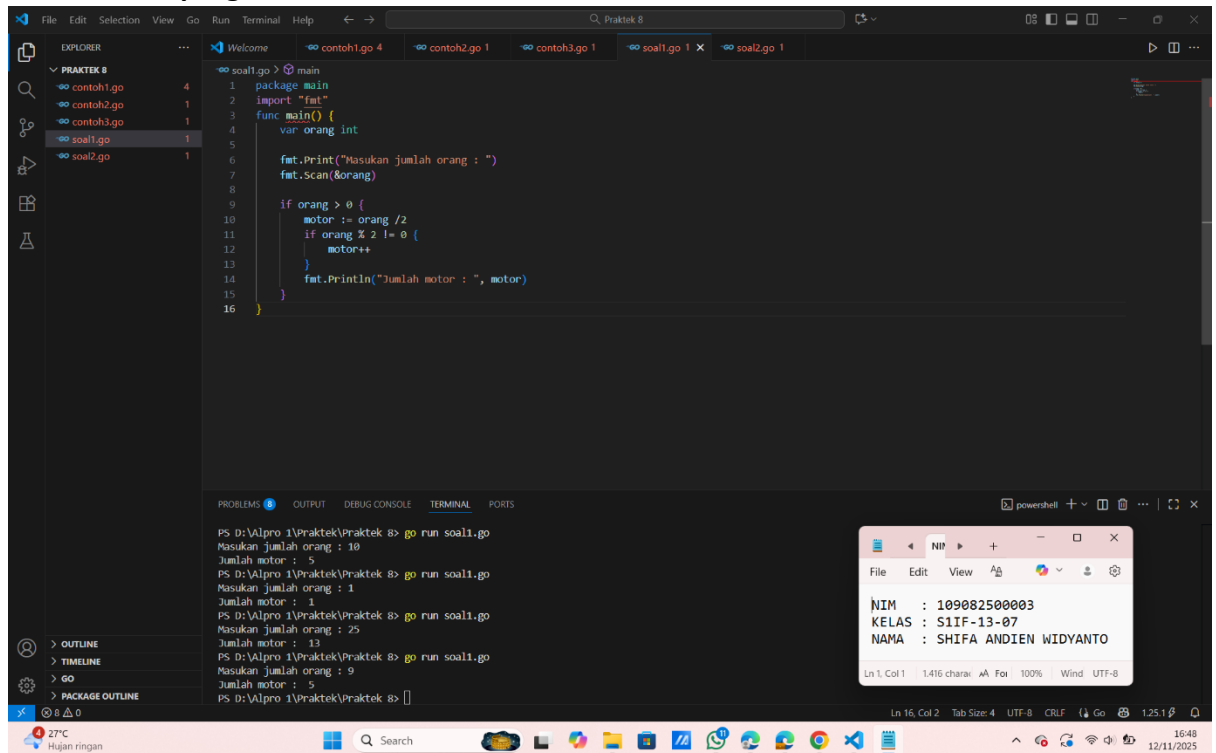 File Edit Selection View Go Run Terminal Help
Praktek 8
EXPLORER
Welcome contoh1.go 4 contoh2.go 1 contoh3.go 1 soal1.go 1 soal2.go 1
PRAKTEK 8
contoh1.go 4
contoh2.go 1
contoh3.go 1
soal1.go 1
soal2.go 1
soal1.go > main
1 package main
2 import "fmt"
3 func main() {
4 var orang int
5
6 fmt.Print("Masukan jumlah orang : ")
7 fmt.Scan(&orang)
8
9 if orang > 0 {
10 motor := orang /2
11 if orang % 2 != 0 {
12 motor++
13 }
14 fmt.Println("Jumlah motor : ", motor)
15 }
16 }
PROBLEMS 8 OUTPUT DEBUG CONSOLE TERMINAL PORTS
powershell
PS D:\Alpro 1\Praktek\Praktek 8> go run soal1.go
Masukan jumlah orang : 10
Jumlah motor :  5
PS D:\Alpro 1\Praktek\Praktek 8> go run soal1.go
Masukan jumlah orang : 1
Jumlah motor :  1
PS D:\Alpro 1\Praktek\Praktek 8> go run soal1.go
Masukan jumlah orang : 25
Jumlah motor :  13
PS D:\Alpro 1\Praktek\Praktek 8> go run soal1.go
Masukan jumlah orang : 9
Jumlah motor :  5
PS D:\Alpro 1\Praktek\Praktek 8>
NIM
File Edit View
NIM : 109082500003
KELAS : S1IF-13-07
NAMA : SHIFA ANDIEN WIDYANTO
Ln 1, Col 1 1.416 charac 100% Wind UTF-8
OUTLINE
TIMELINE
GO
PACKAGE OUTLINE
8 0
Ln 16, Col 2 Tab Size: 4 UTF-8 CRLF Go 1.25.1
4
27°C
Hujan ringan
Search
16:48
12/11/2025